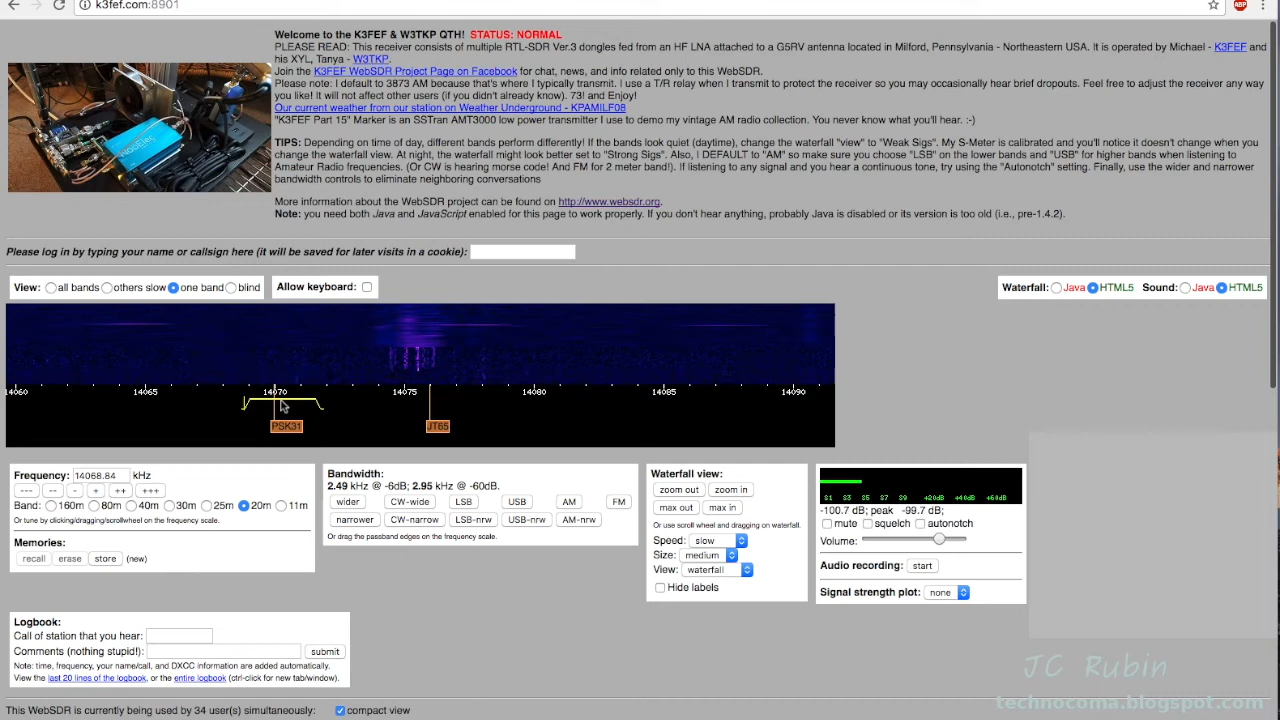 k3fef.com:8901
ABP
Welcome to the K3FEF & W3TKP QTH! STATUS: NORMAL
PLEASE READ: This receiver consists of multiple RTL-SDR Ver.3 dongles fed from an HF LNA attached to a G5RV antenna located in Milford, Pennsylvania - Northeastern USA. It is operated by Michael - K3FEF and
his XYL, Tanya - W3TKP.
Join the K3FEF WebSDR Project Page on Facebook for chat, news, and info related only to this WebSDR.
Please note: I default to 3873 AM because that's where I typically transmit. I use a T/R relay when I transmit to protect the receiver so you may occasionally hear brief dropouts. Feel free to adjust the receiver any way
you like! It will not affect other users (if you didn't already know). 73! and Enjoy!
Our current weather from our station on Weather Underground - KPAMILF08
"K3FEF Part 15" Marker is an SSTran AMT3000 low power transmitter I use to demo my vintage AM radio collection. You never know what you'll hear. :-)
TIPS: Depending on time of day, different bands perform differently! If the bands look quiet (daytime), change the waterfall "view" to "Weak Sigs". My S-Meter is calibrated and you'll notice it doesn't change when you
change the waterfall view. At night, the waterfall might look better set to "Strong Sigs". Also, I DEFAULT to "AM" so make sure you choose "LSB" on the lower bands and "USB" for higher bands when listening to
Amateur Radio frequencies. (Or CW is hearing morse code! And FM for 2 meter band!). If listening to any signal and you hear a continuous tone, try using the "Autonotch" setting. Finally, use the wider and narrower
bandwidth controls to eliminate neighboring conversations
More information about the WebSDR project can be found on http://www.websdr.org.
Note: you need both Java and JavaScript enabled for this page to work properly. If you don't hear anything, probably Java is disabled or its version is too old (i.e., pre-1.4.2).
Please log in by typing your name or callsign here (it will be saved for later visits in a cookie):
View: all bands others slow one band blind
Allow keyboard:
Waterfall: Java HTML5 Sound: Java HTML5
14060 14065 14070 14075 14080 14085 14090
PSK31 JT65
Frequency: 14068.84 kHz
--- -- - + ++ +++
Band: 160m 80m 40m 30m 25m 20m 11m
Or tune by clicking/dragging/scrollwheel on the frequency scale.
Memories:
recall erase store (new)
Bandwidth:
2.49 kHz @ -6dB; 2.95 kHz @ -60dB.
wider CW-wide LSB USB AM FM
narrower CW-narrow LSB-nrw USB-nrw AM-nrw
Or drag the passband edges on the frequency scale.
Waterfall view:
zoom out zoom in
max out max in
Or use scroll wheel and dragging on waterfall.
Speed: slow
Size: medium
View: waterfall
Hide labels
S1 S3 S5 S7 S9 +20dB +40dB +60dB
-100.7 dB; peak -99.7 dB;
mute squelch autonotch
Volume:
Audio recording: start
Signal strength plot: none
Logbook:
Call of station that you hear:
Comments (nothing stupid!): submit
Note: time, frequency, your name/call, and DXCC information are added automatically.
View the last 20 lines of the logbook, or the entire logbook (ctrl-click for new tab/window).
This WebSDR is currently being used by 34 user(s) simultaneously: compact view
JC Rubin
technocoma.blogspot.com